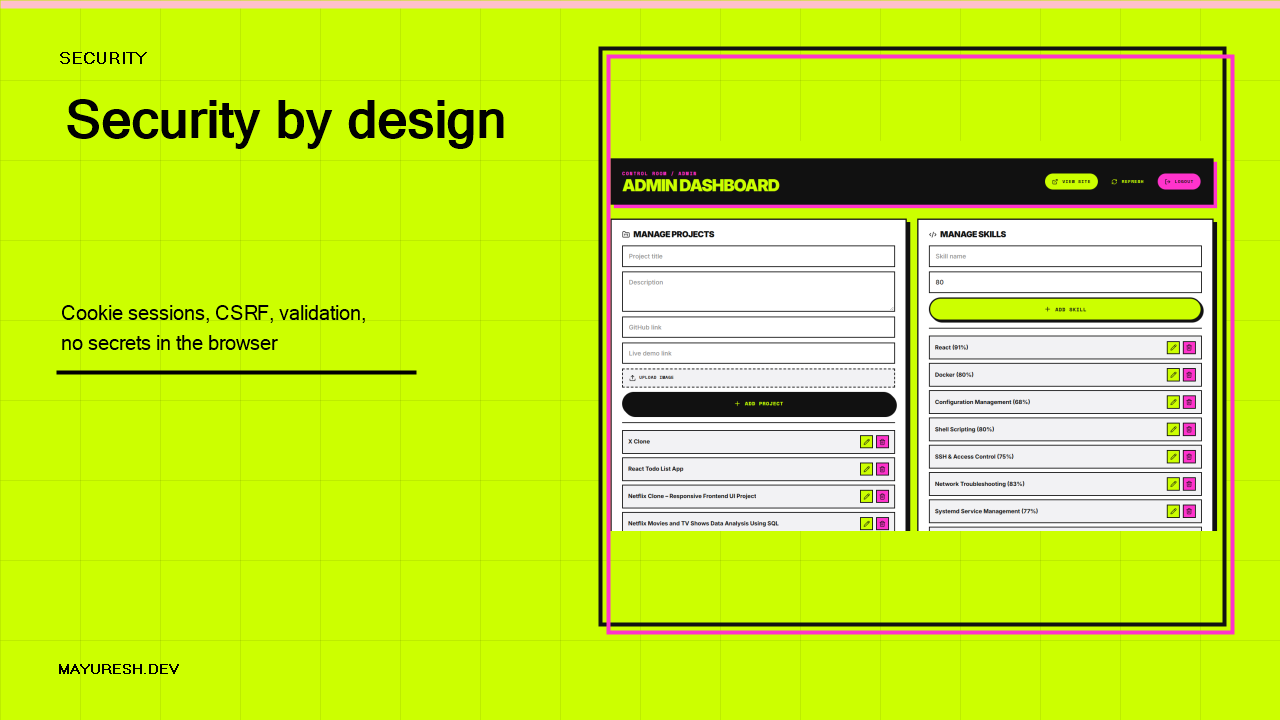 SECURITY
Security by design
Cookie sessions, CSRF, validation,
no secrets in the browser
MAYURESH.DEV
CONTROL ROOM / ADMIN
ADMIN DASHBOARD
VIEW SITE
REFRESH
LOGOUT
MANAGE PROJECTS
Project title
Description
GitHub link
Live demo link
UPLOAD IMAGE
ADD PROJECT
X Clone
React Todo List App
Netflix Clone – Responsive Frontend UI Project
Netflix Movies and TV Shows Data Analysis Using SQL
MANAGE SKILLS
Skill name
80
ADD SKILL
React (91%)
Docker (80%)
Configuration Management (68%)
Shell Scripting (80%)
SSH & Access Control (75%)
Network Troubleshooting (83%)
Systemd Service Management (77%)